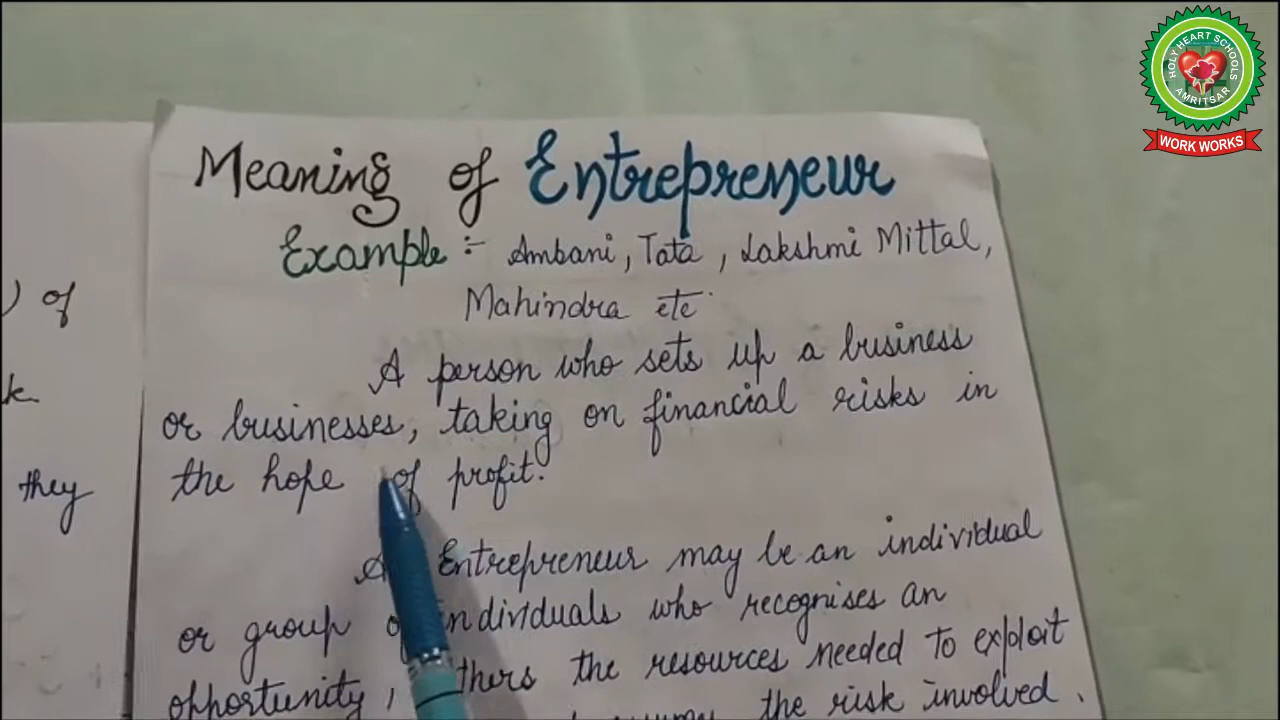 HOLY HEART SCHOOLS
AMRITSAR
WORK WORKS
Meaning of Entrepreneur
Example :- Ambani, Tata, Lakshmi Mittal,
Mahindra etc.
A person who sets up a business
or businesses, taking on financial risks in
the hope of profit.
Entrepreneur may be an individual
or group individuals who recognises an
opportunity, the resources needed to exploit
the risk involved.
) of
they